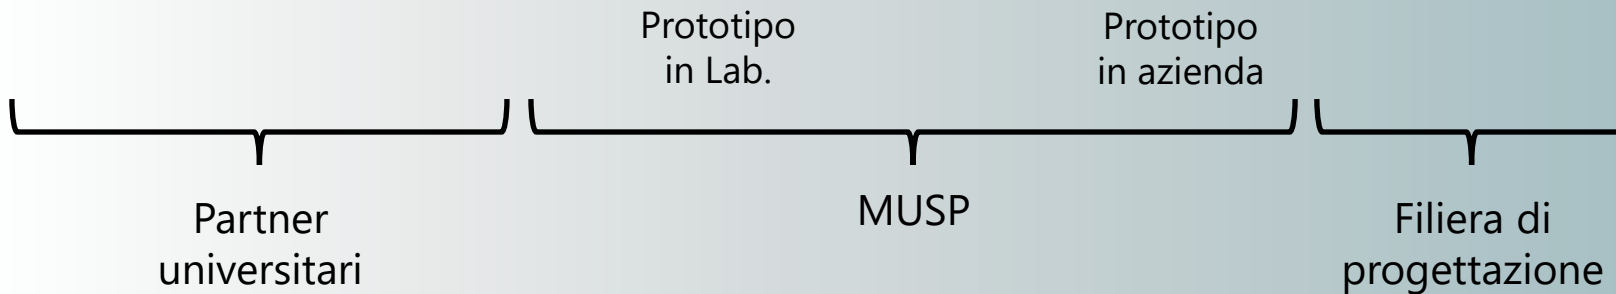 Prototipo
in Lab.
Prototipo
in azienda
Partner
universitari
MUSP
Filiera di
progettazione